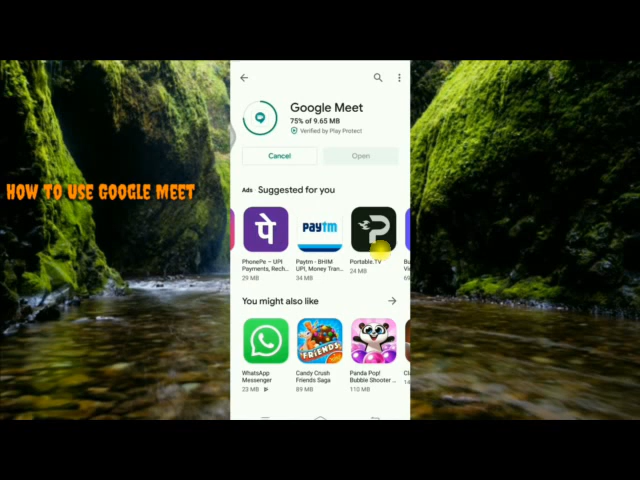 Google Meet
75% of 9.65 MB
Verified by Play Protect
Cancel
Open
HOW TO USE GOOGLE MEET
Ads Suggested for you
पे
paytm
PhonePe – UPI
Payments, Rech...
29 MB
Paytm - BHIM
UPI, Money Tran...
34 MB
Portable.TV
24 MB
You might also like
FRIENDS
WhatsApp
Messenger
23 MB
Candy Crush
Friends Saga
89 MB
Panda Pop!
Bubble Shooter ...
110 MB